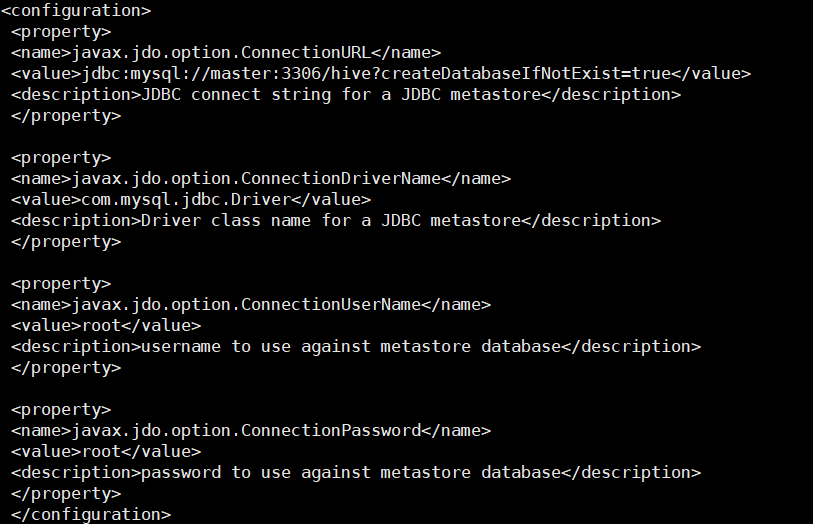 <configuration>
<property>
<name>javax.jdo.option.ConnectionURL</name>
<value>jdbc:mysql://master:3306/hive?createDatabaseIfNotExist=true</value>
<description>JDBC connect string for a JDBC metastore</description>
</property>
<property>
<name>javax.jdo.option.ConnectionDriverName</name>
<value>com.mysql.jdbc.Driver</value>
<description>Driver class name for a JDBC metastore</description>
</property>
<property>
<name>javax.jdo.option.ConnectionUserName</name>
<value>root</value>
<description>username to use against metastore database</description>
</property>
<property>
<name>javax.jdo.option.ConnectionPassword</name>
<value>root</value>
<description>password to use against metastore database</description>
</property>
</configuration>